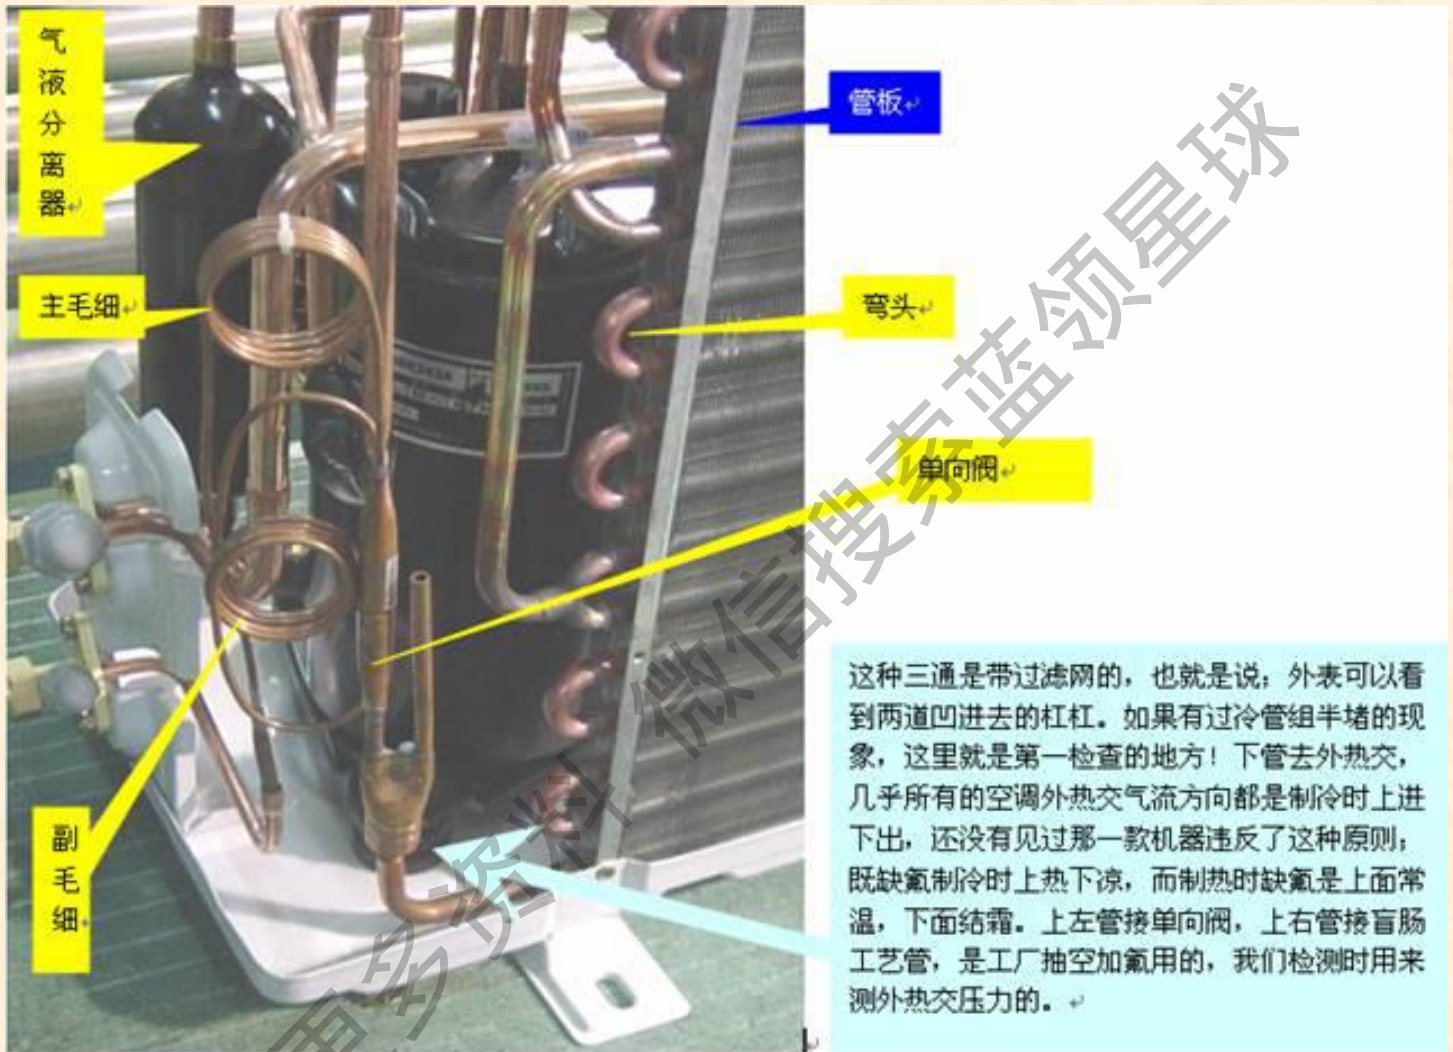 气
液
分
离
器
管板
主毛细
弯头
单向阀
副
毛
细
这种三通是带过滤网的，也就是说：外表可以看
到两道凹进去的杠杠。如果有过冷管组半堵的现
象，这里就是第一检查的地方！下管去外热交，
几乎所有的空调外热交气流方向都是制冷时上进
下出，还没有见过那一款机器违反了这种原则；
既缺氟制冷时上热下凉，而制热时缺氟是上面常
温，下面结霜。上左管接单向阀，上右管接盲肠
工艺管，是工厂抽空加氟用的，我们检测时用来
测外热交压力的。
更多资料 微信搜索蓝领星球